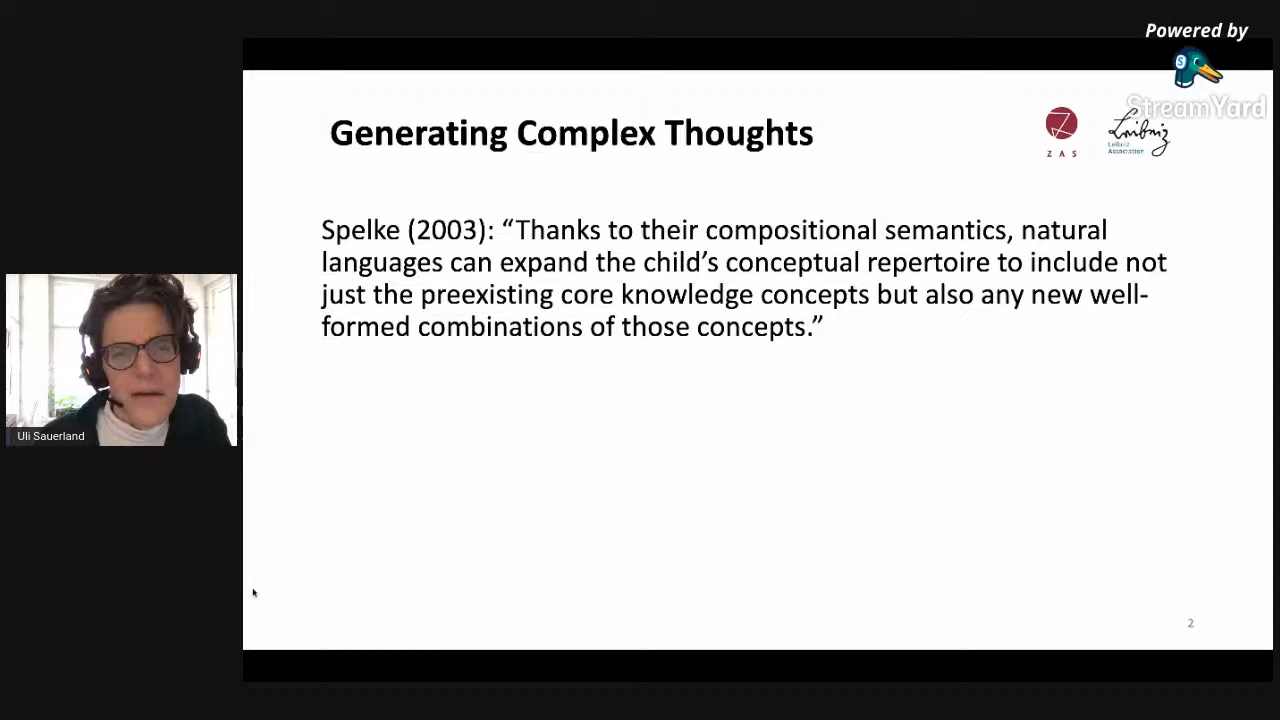 Powered by
StreamYard
Generating Complex Thoughts
ZAS
Leibniz
Leibniz
Association
Spelke (2003): “Thanks to their compositional semantics, natural
languages can expand the child’s conceptual repertoire to include not
just the preexisting core knowledge concepts but also any new well-
formed combinations of those concepts.”
Uli Sauerland
2